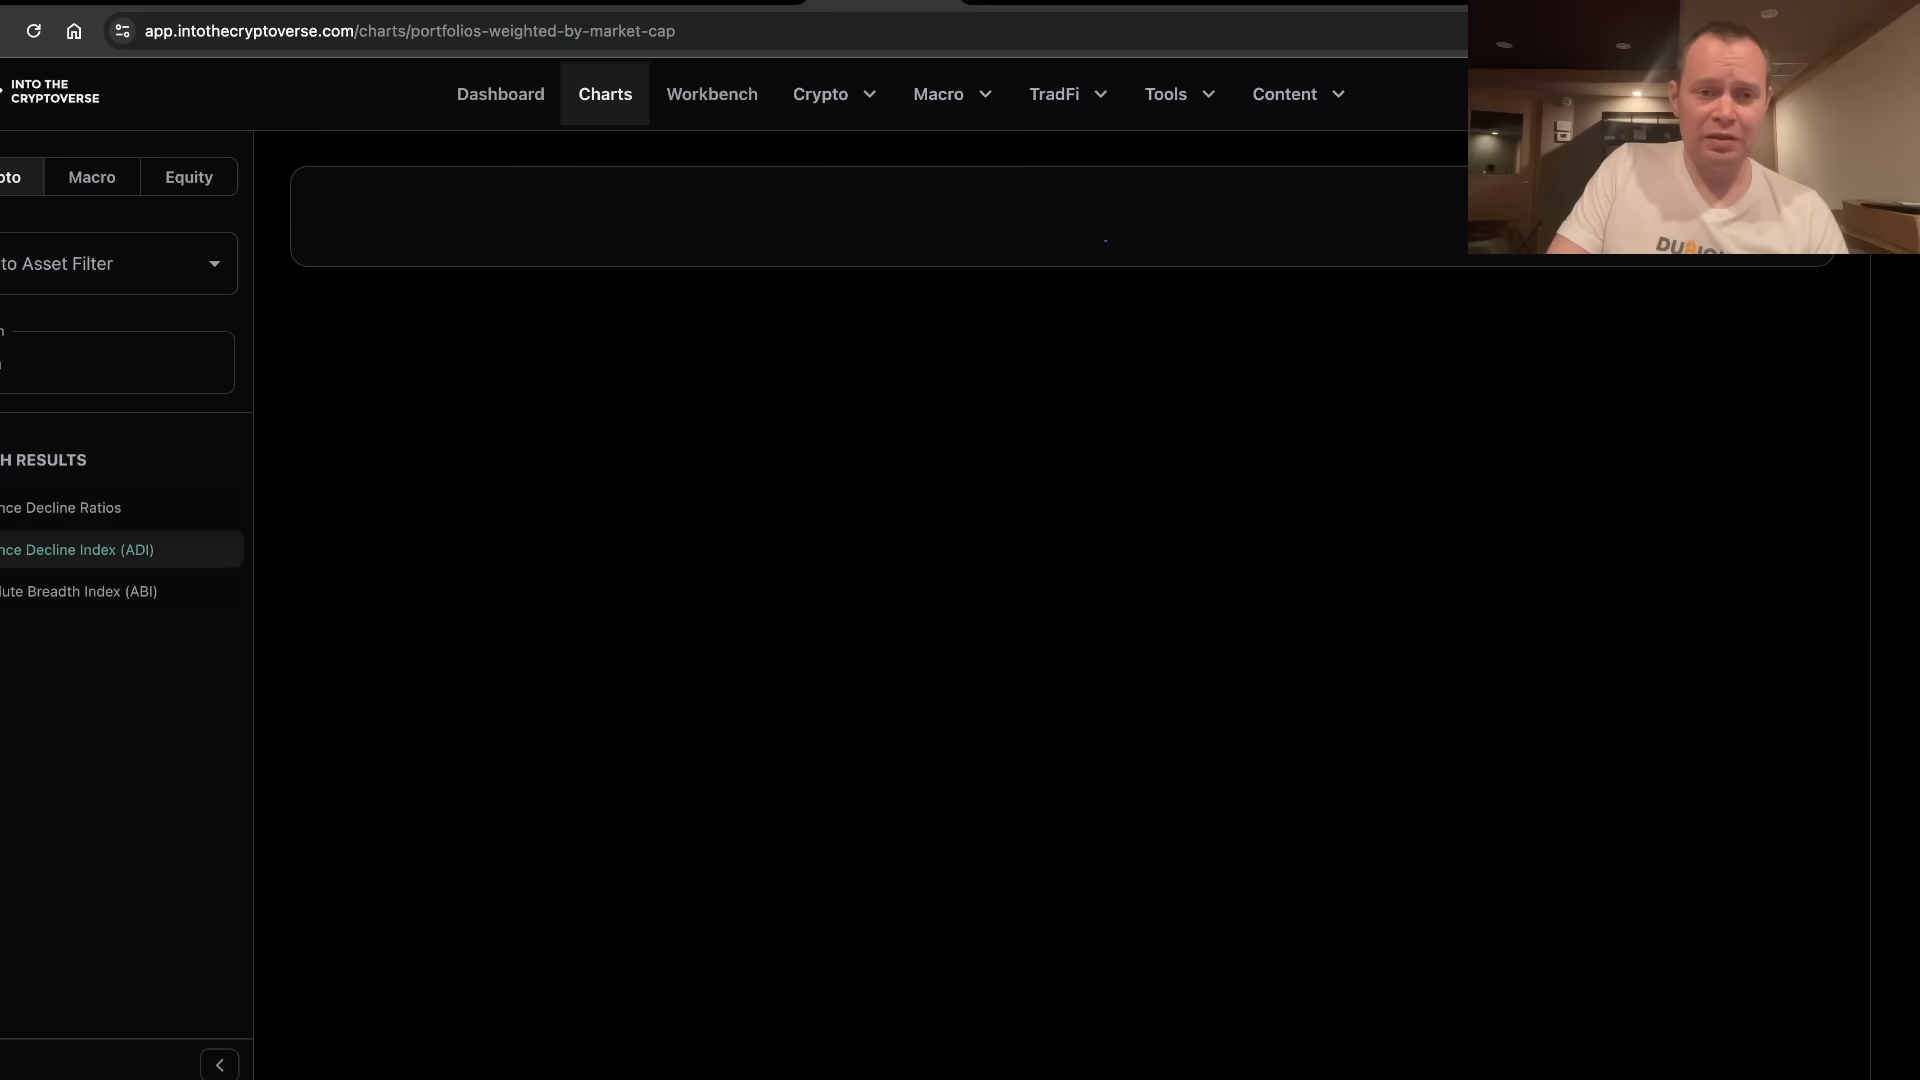 app.intothecryptoverse.com/charts/portfolios-weighted-by-market-cap
INTO THE
CRYPTOVERSE
Dashboard
Charts
Workbench
Crypto
Macro
TradFi
Tools
Content
pto
Macro
Equity
to Asset Filter
H RESULTS
nce Decline Ratios
nce Decline Index (ADI)
lute Breadth Index (ABI)